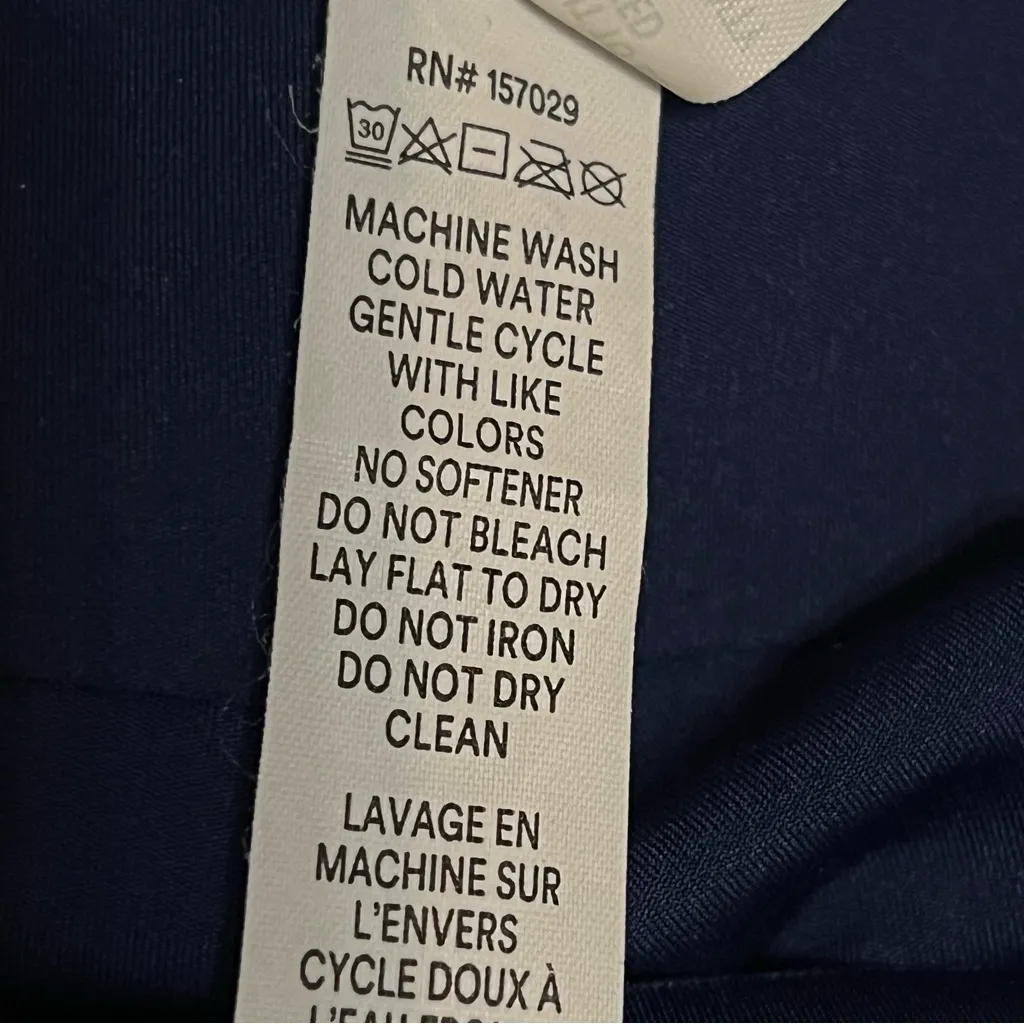 RN# 157029
30
MACHINE WASH
COLD WATER
GENTLE CYCLE
WITH LIKE
COLORS
NO SOFTENER
DO NOT BLEACH
LAY FLAT TO DRY
DO NOT IRON
DO NOT DRY
CLEAN
LAVAGE EN
MACHINE SUR
L'ENVERS
CYCLE DOUX À